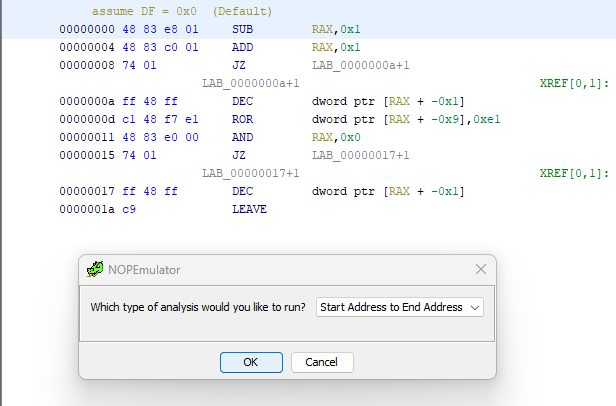 assume DF = 0x0 (Default)
00000000 48 83 e8 01 SUB RAX,0x1
00000004 48 83 c0 01 ADD RAX,0x1
00000008 74 01 JZ LAB_0000000a+1
LAB_0000000a+1 XREF[0,1]:
0000000a ff 48 ff DEC dword ptr [RAX + -0x1]
0000000d c1 48 f7 e1 ROR dword ptr [RAX + -0x9],0xe1
00000011 48 83 e0 00 AND RAX,0x0
00000015 74 01 JZ LAB_00000017+1
LAB_00000017+1 XREF[0,1]:
00000017 ff 48 ff DEC dword ptr [RAX + -0x1]
0000001a c9 LEAVE
NOPEmulator
Which type of analysis would you like to run? Start Address to End Address
OK Cancel